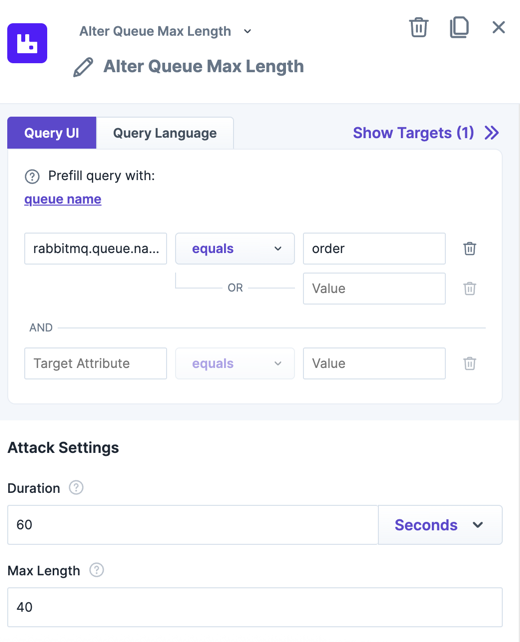 Alter Queue Max Length
Alter Queue Max Length
Query UI
Query Language
Show Targets (1)
Prefill query with:
queue name
rabbitmq.queue.na...
equals
order
OR
Value
AND
Target Attribute
equals
Value
Attack Settings
Duration
60
Seconds
Max Length
40